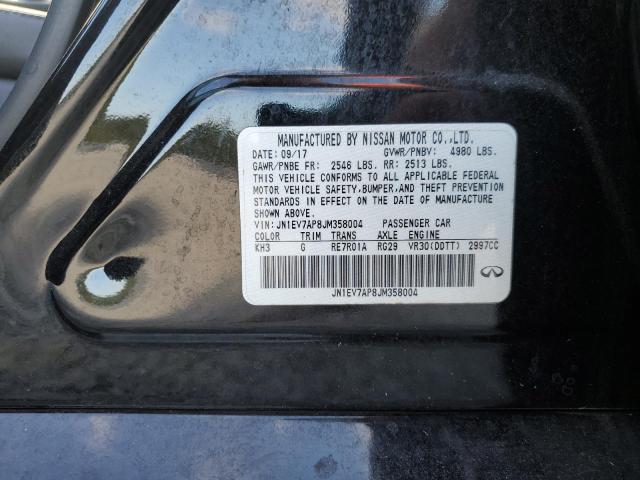 MANUFACTURED BY NISSAN MOTOR CO.,LTD.
DATE: 09/17 GVWR/PNBV: 4980 LBS.
GAWR/PNBE FR: 2546 LBS. RR: 2513 LBS.
THIS VEHICLE CONFORMS TO ALL APPLICABLE FEDERAL
MOTOR VEHICLE SAFETY,BUMPER,AND THEFT PREVENTION
STANDARDS IN EFFECT ON THE DATE OF MANUFACTURE
SHOWN ABOVE.
VIN:JN1EV7AP8JM358004 PASSENGER CAR
COLOR TRIM TRANS AXLE ENGINE
KH3 G RE7R01A RG29 VR30(DDTT) 2997CC
JN1EV7AP8JM358004